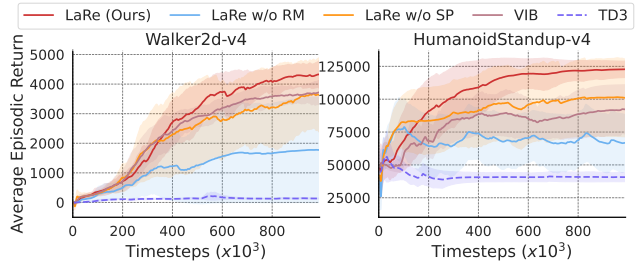 LaRe (Ours) LaRe w/o RM LaRe w/o SP VIB TD3
Walker2d-v4 HumanoidStandup-v4
Average Episodic Return
5000
4000
3000
2000
1000
0
0 200 400 600 800
Timesteps (x10³)
125000
100000
75000
50000
25000
0 200 400 600 800
Timesteps (x10³)